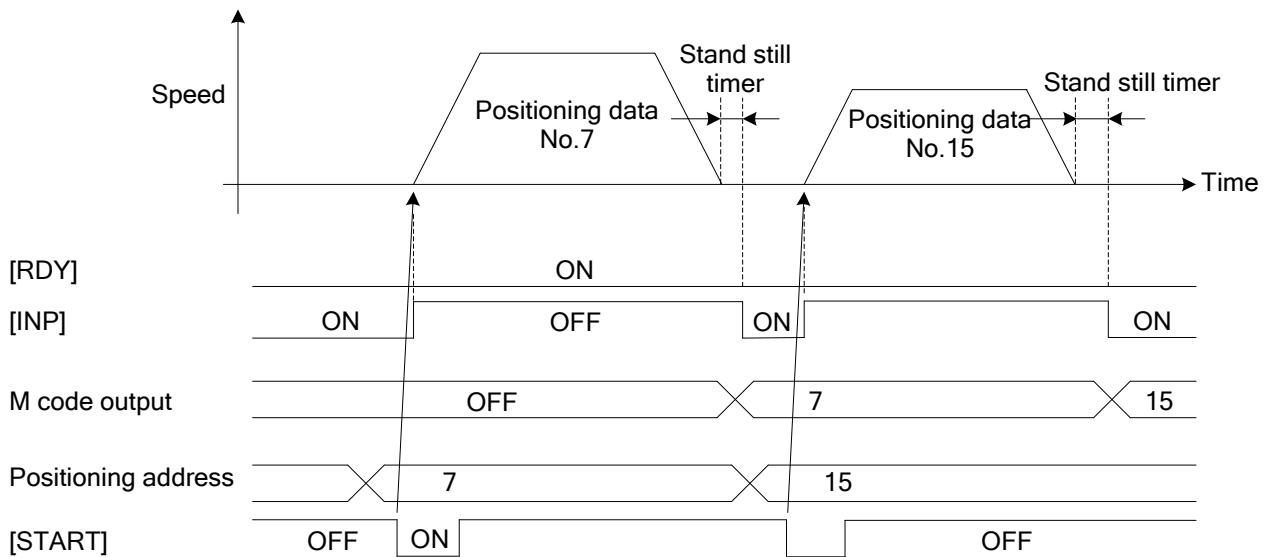 Speed
Positioning data
No.7
Stand still
timer
Positioning data
No.15
Stand still timer
Time
[RDY]
ON
[INP]
ON
OFF
ON
ON
M code output
OFF
7
15
Positioning address
7
15
[START]
OFF
ON
OFF